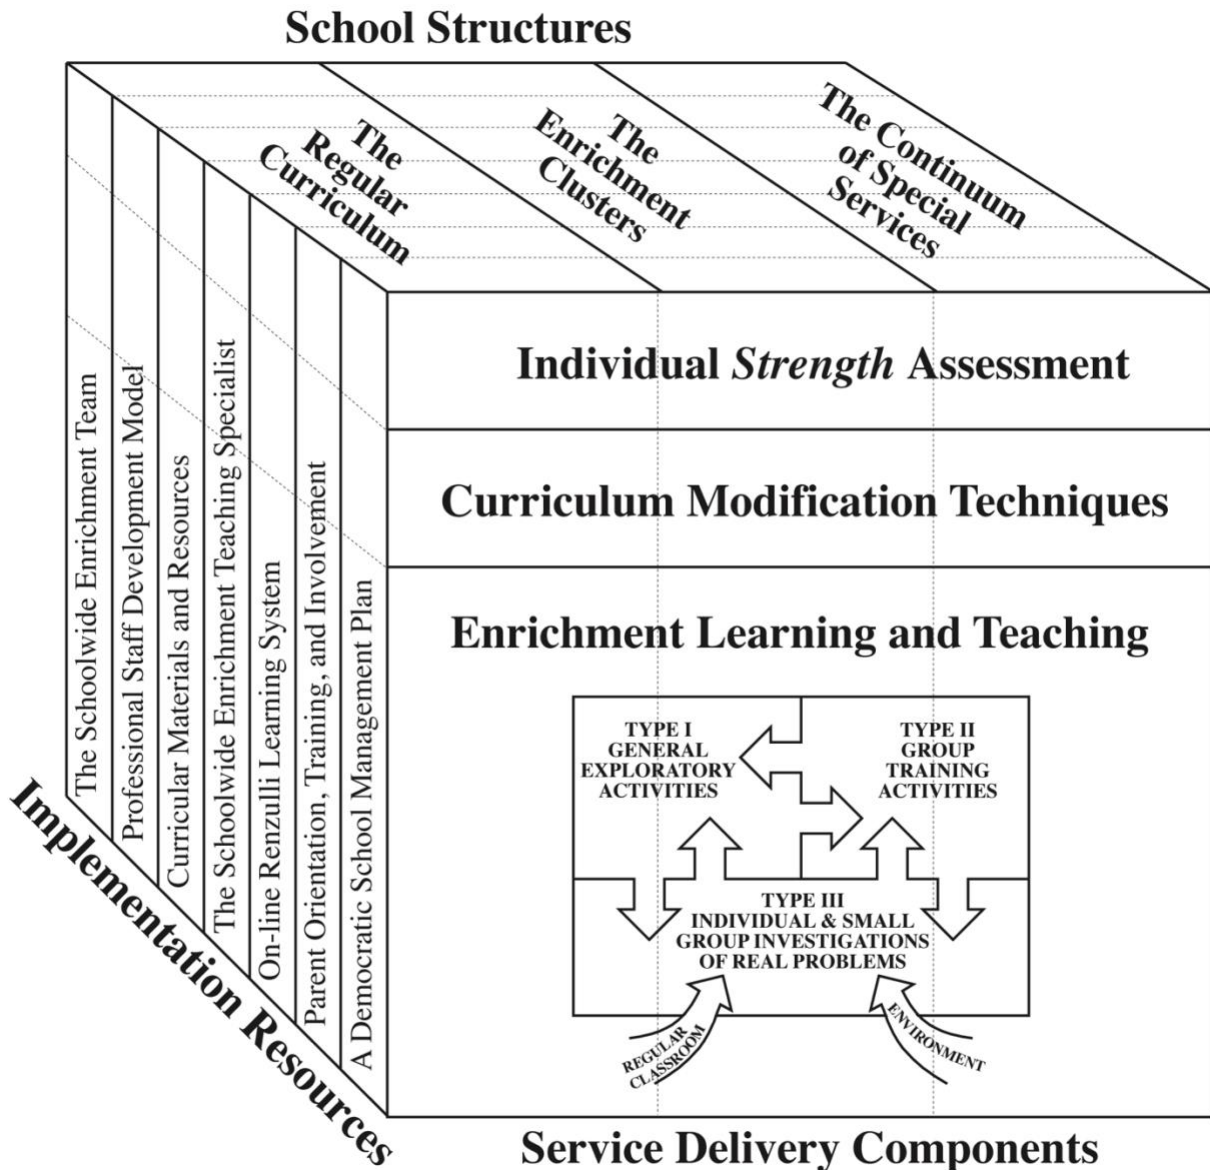 School Structures
The
Regular
Curriculum
The
Enrichment
Clusters
The Continuum
of Special
Services
Individual Strength Assessment
Curriculum Modification Techniques
Enrichment Learning and Teaching
TYPE I
GENERAL
EXPLORATORY
ACTIVITIES
TYPE II
GROUP
TRAINING
ACTIVITIES
TYPE III
INDIVIDUAL & SMALL
GROUP INVESTIGATIONS
OF REAL PROBLEMS
REGULAR
CLASSROOM
ENVIRONMENT
The Schoolwide Enrichment Team
Professional Staff Development Model
Curricular Materials and Resources
The Schoolwide Enrichment Teaching Specialist
On-line Renzulli Learning System
Parent Orientation, Training, and Involvement
A Democratic School Management Plan
Implementation Resources
Service Delivery Components